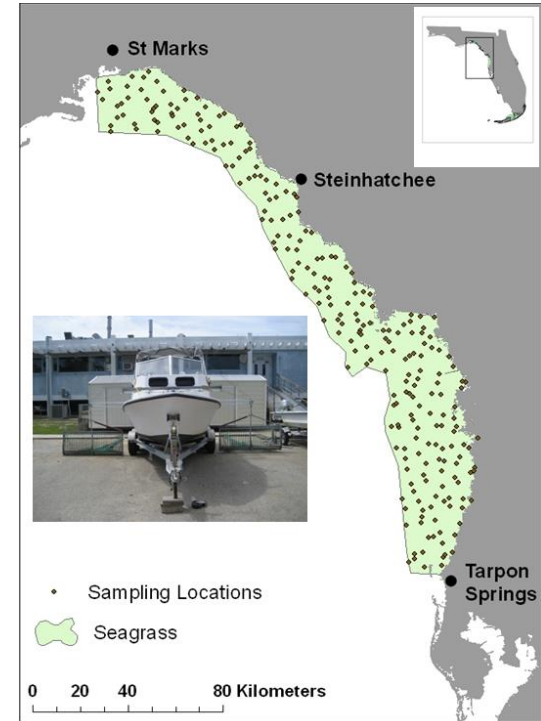 St Marks
Steinhatchee
Tarpon
Springs
Sampling Locations
Seagrass
0 20 40 80 Kilometers